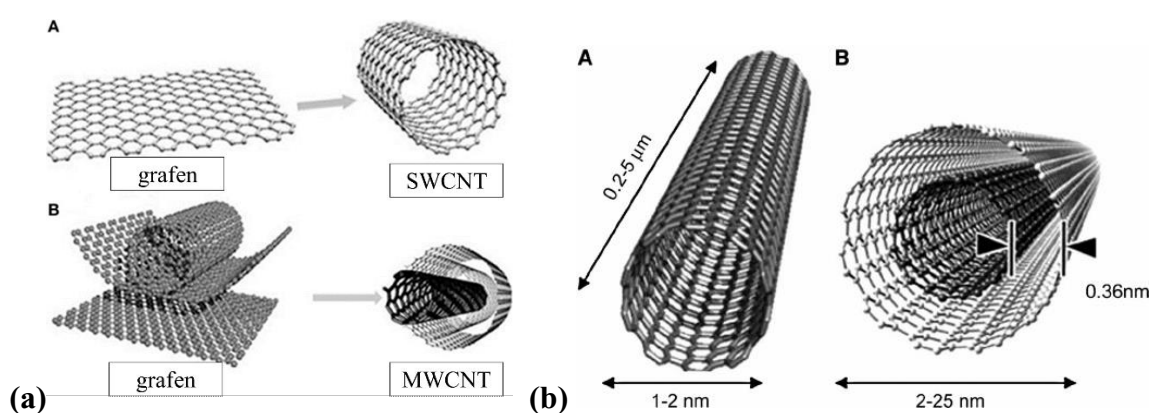 A
grafen
SWCNT
B
grafen
MWCNT
(a)
A
0.2-5 µm
1-2 nm
B
0.36nm
2-25 nm
(b)